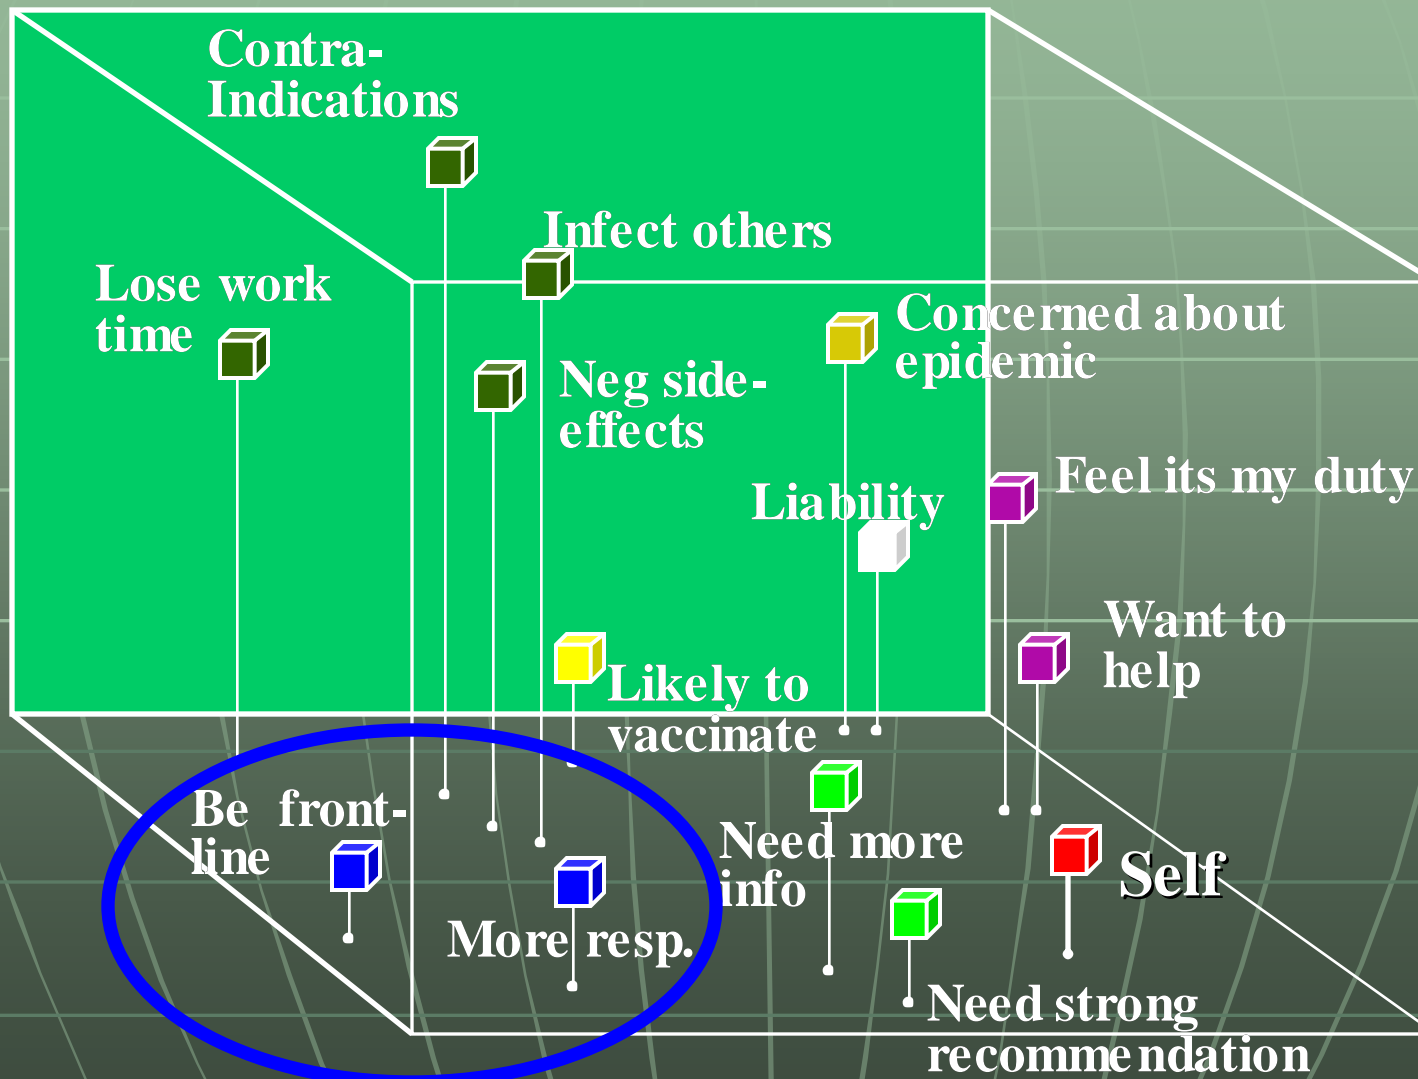 Contra-
Indications
Infect others
Lose work
time
Concerned about
epidemic
Neg side-
effects
Feel its my duty
Liability
Want to
help
Likely to
vaccinate
Be front-
line
Need more
info
Self
More resp.
Need strong
recommendation